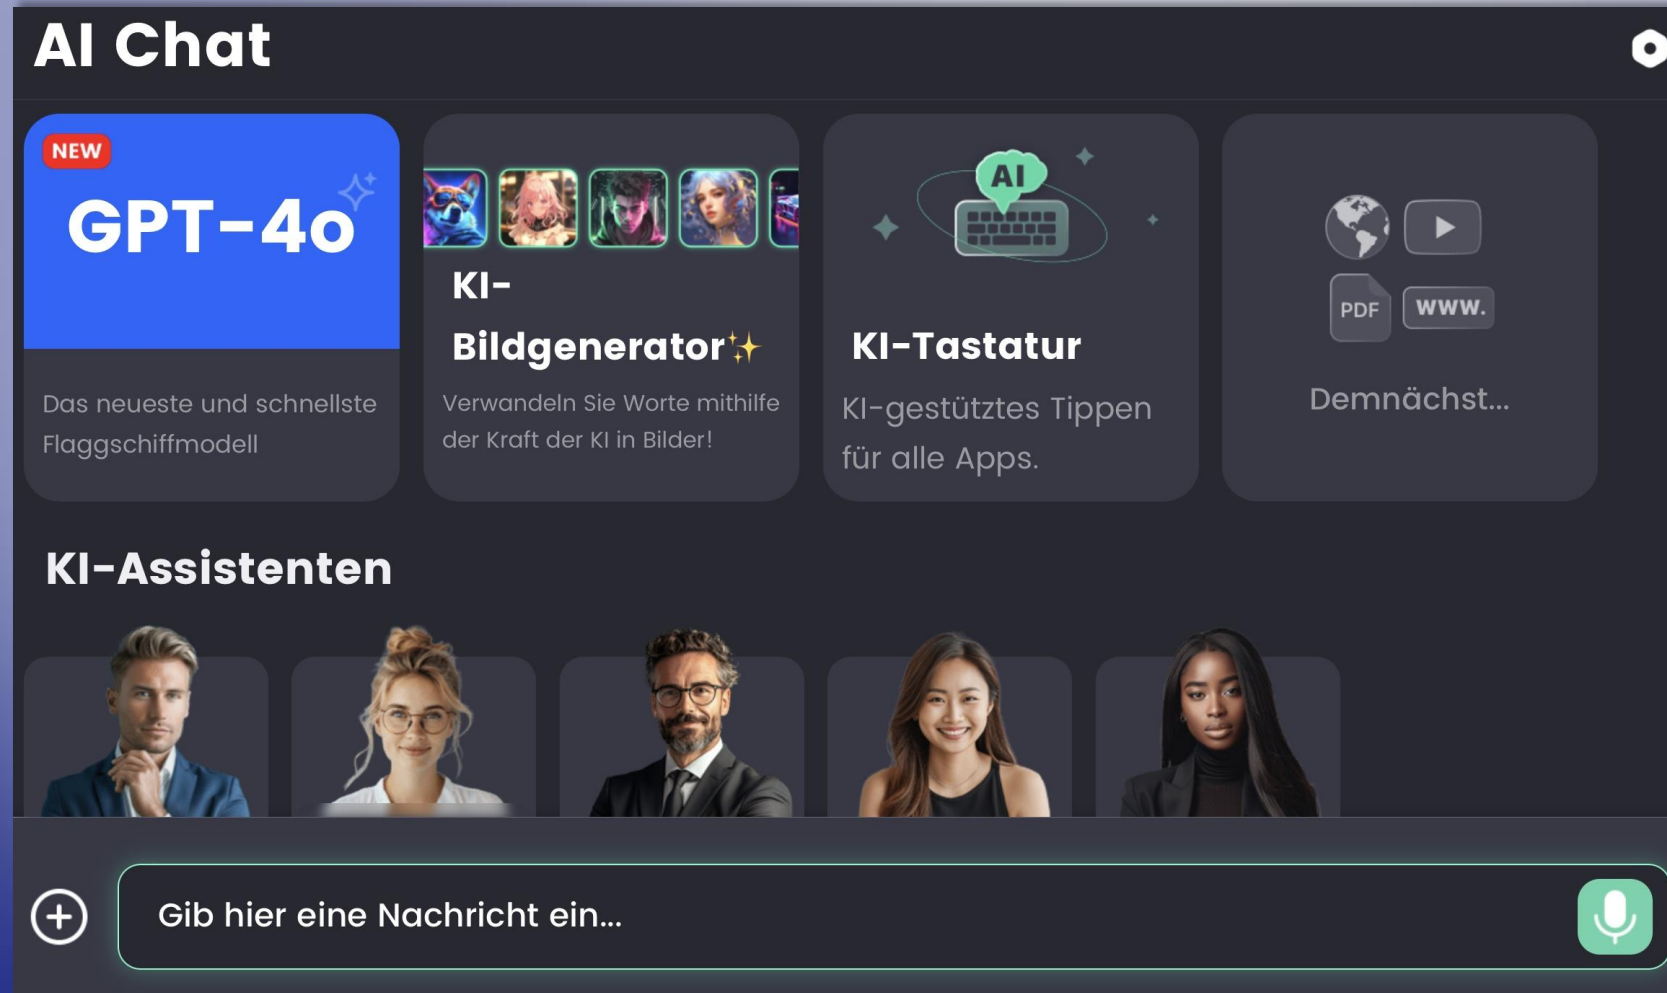 AI Chat
NEW
GPT-4o
Das neueste und schnellste
Flaggschiffmodell
KI-
Bildgenerator✨
Verwandeln Sie Worte mithilfe
der Kraft der KI in Bilder!
AI
KI-Tastatur
KI-gestütztes Tippen
für alle Apps.
PDF
www.
Demnächst...
KI-Assistenten
Gib hier eine Nachricht ein...